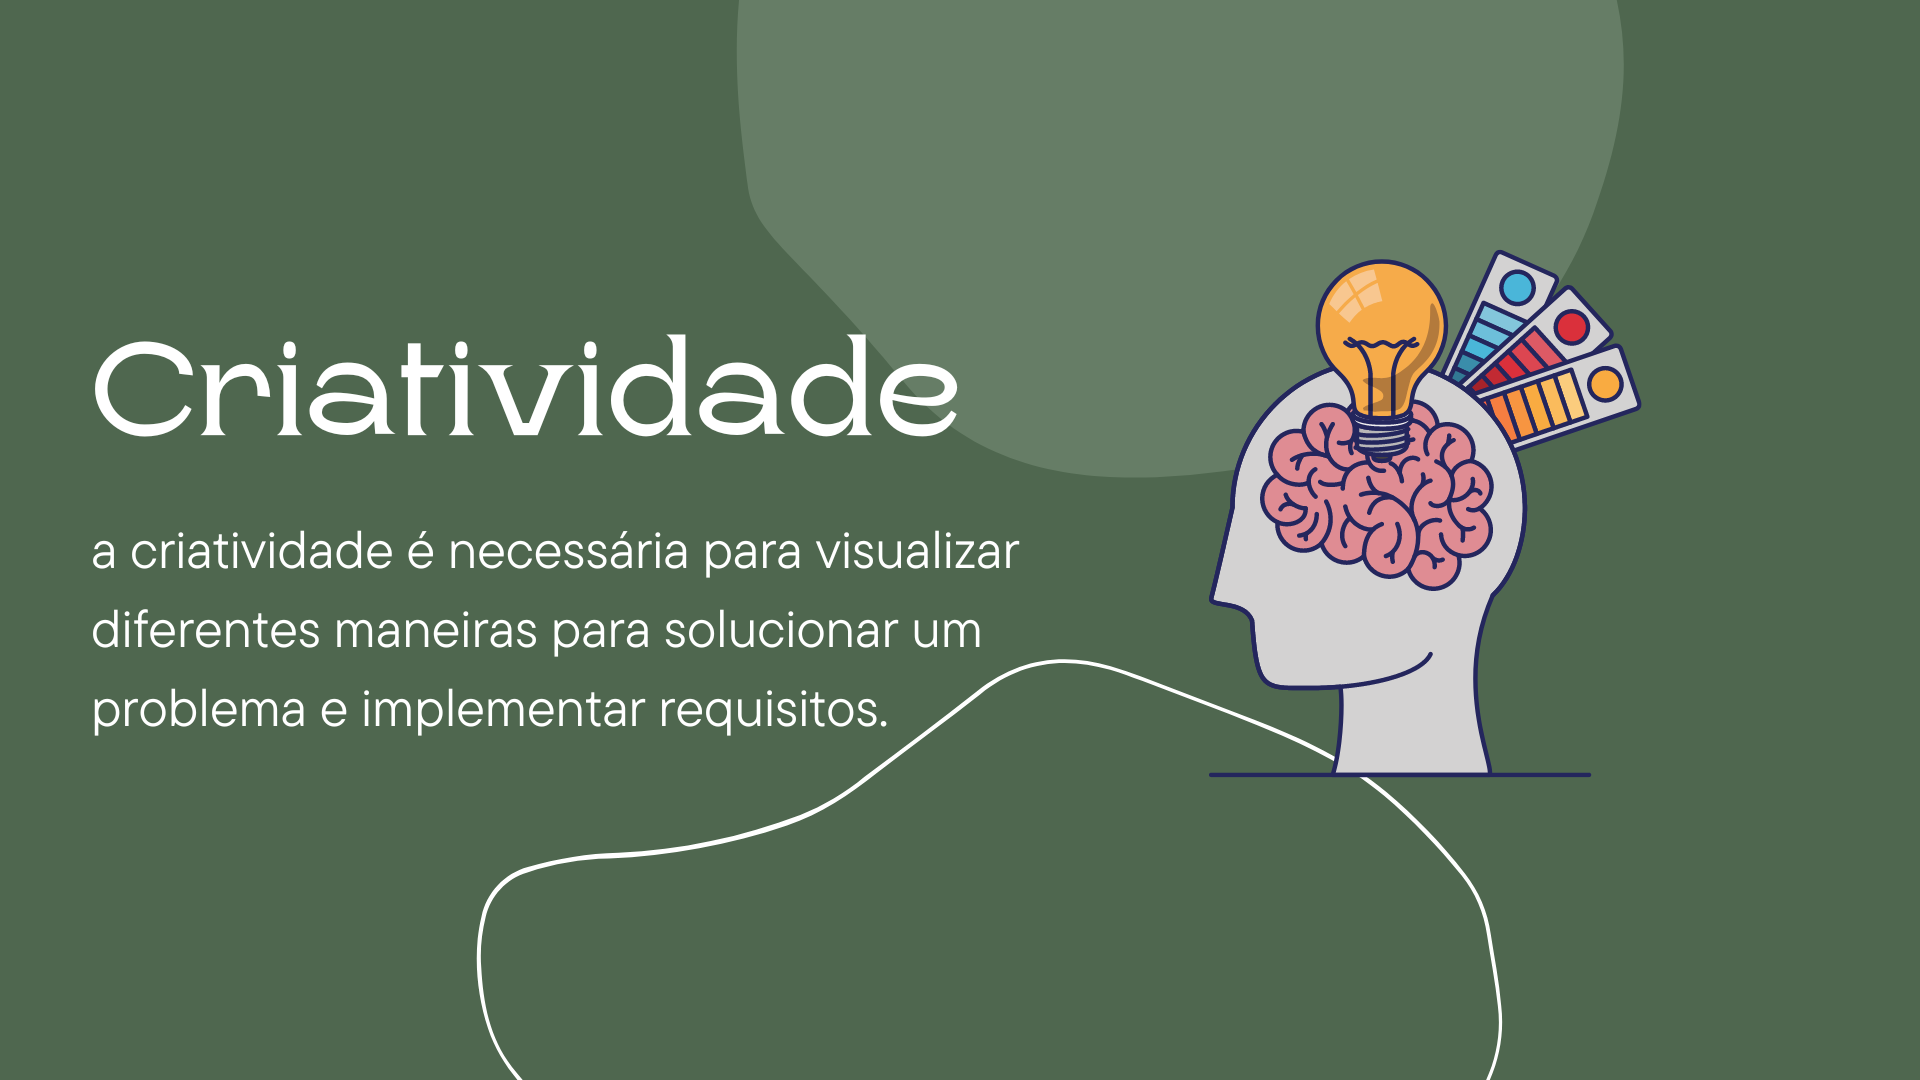 Criatividade
a criatividade é necessária para visualizar
diferentes maneiras para solucionar um
problema e implementar requisitos.